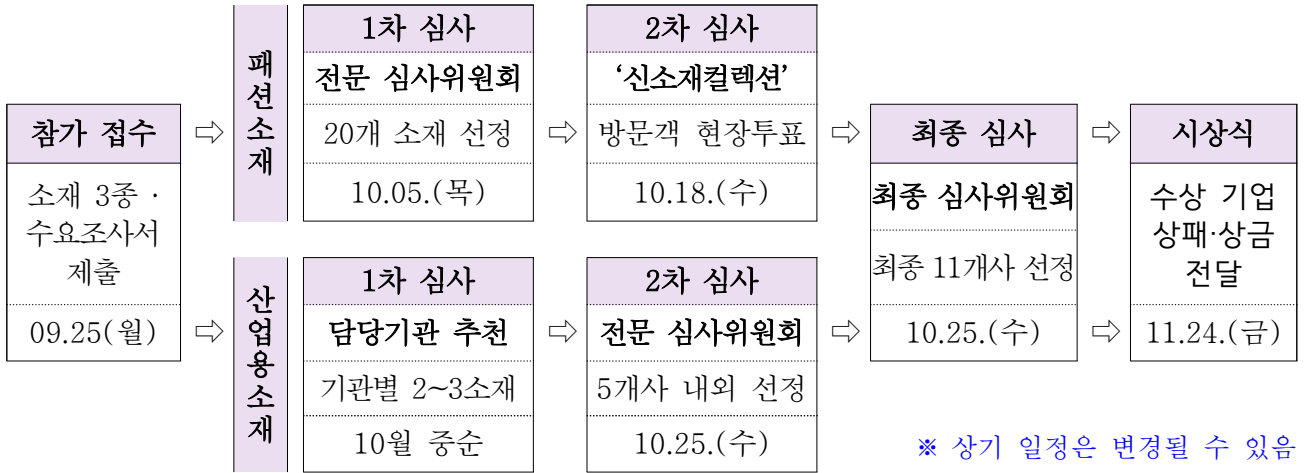 참가 접수
소재 3종 ·
수요조사서
제출
09.25(월)
⇨
⇨
패션소재
1차 심사
전문 심사위원회
20개 소재 선정
10.05.(목)
⇨
2차 심사
‘신소재컬렉션’
방문객 현장투표
10.18.(수)
⇨
산업용소재
1차 심사
담당기관 추천
기관별 2~3소재
10월 중순
⇨
2차 심사
전문 심사위원회
5개사 내외 선정
10.25.(수)
⇨
최종 심사
최종 심사위원회
최종 11개사 선정
10.25.(수)
⇨
⇨
시상식
수상 기업
상패·상금
전달
11.24.(금)
※ 상기 일정은 변경될 수 있음